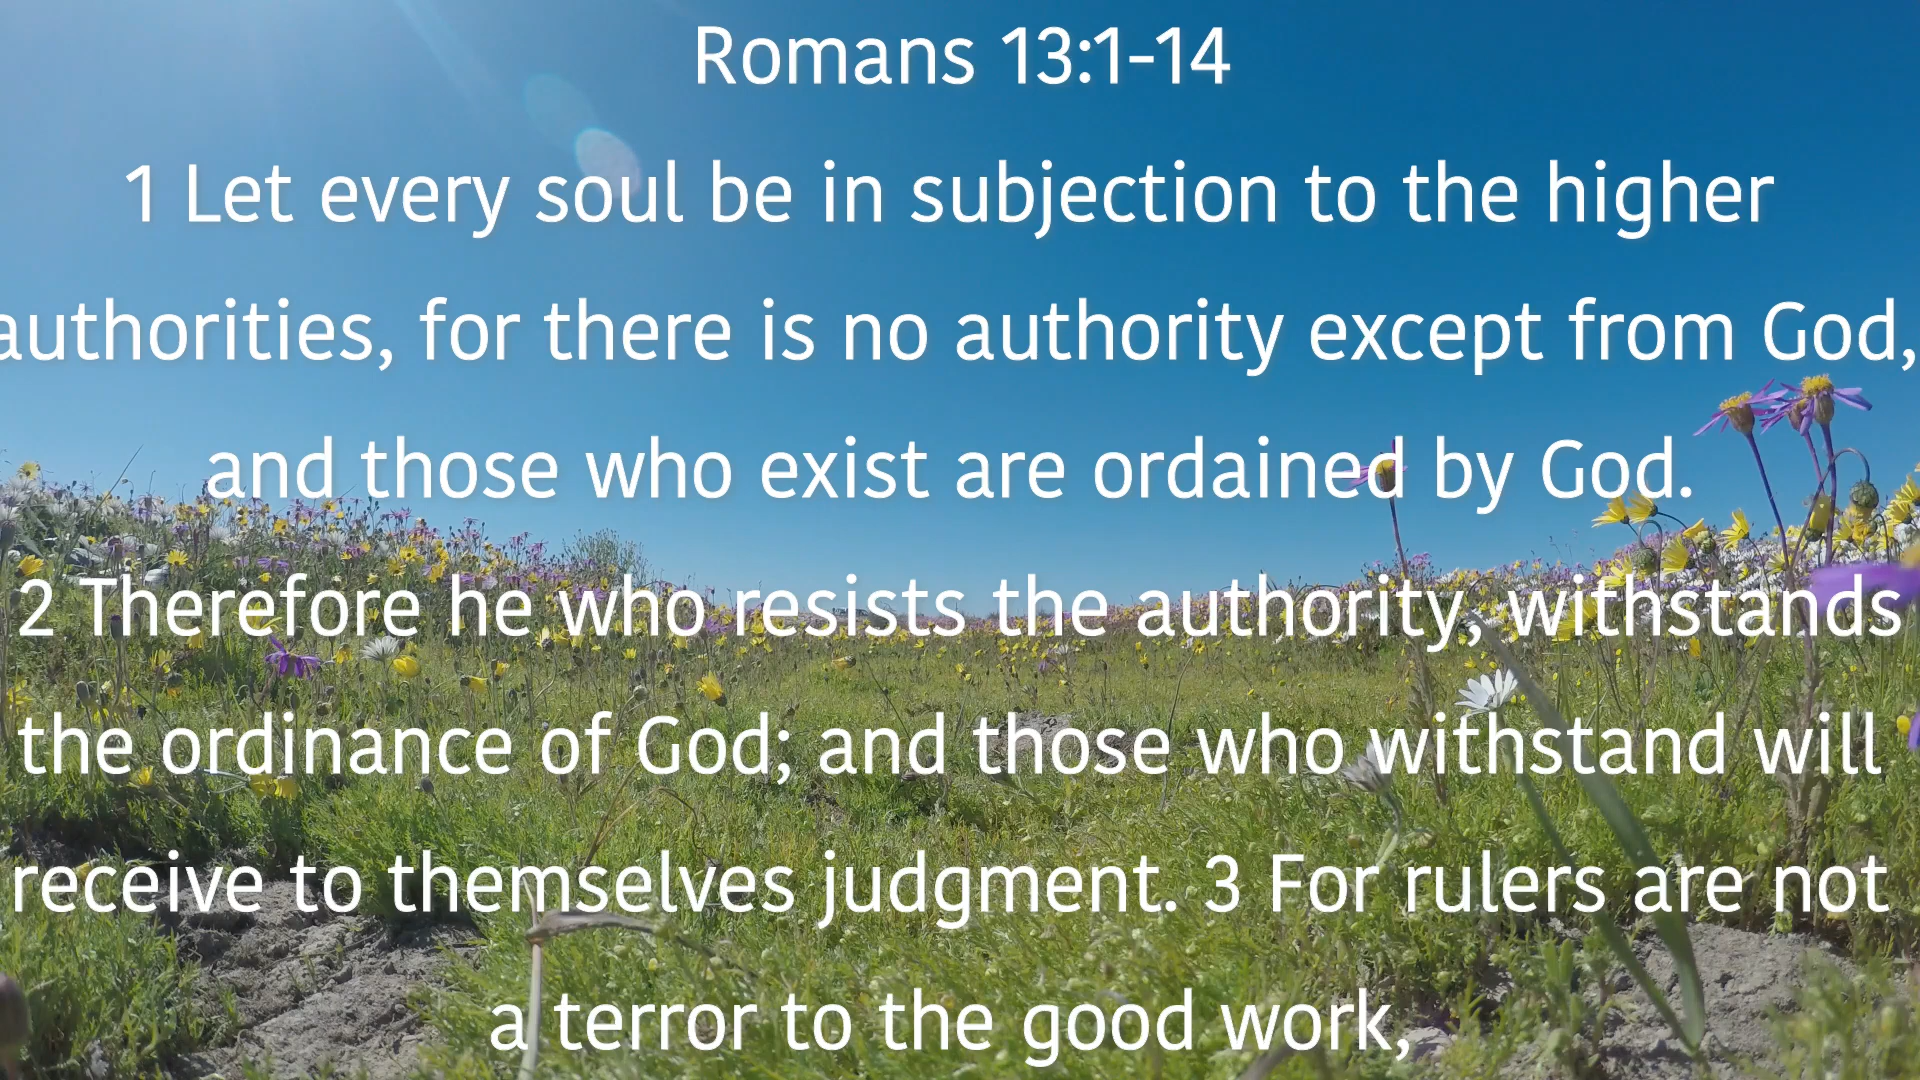 Romans 13:1-14
1 Let every soul be in subjection to the higher
authorities, for there is no authority except from God,
and those who exist are ordained by God.
2 Therefore he who resists the authority, withstands
the ordinance of God; and those who withstand will
receive to themselves judgment. 3 For rulers are not
a terror to the good work,